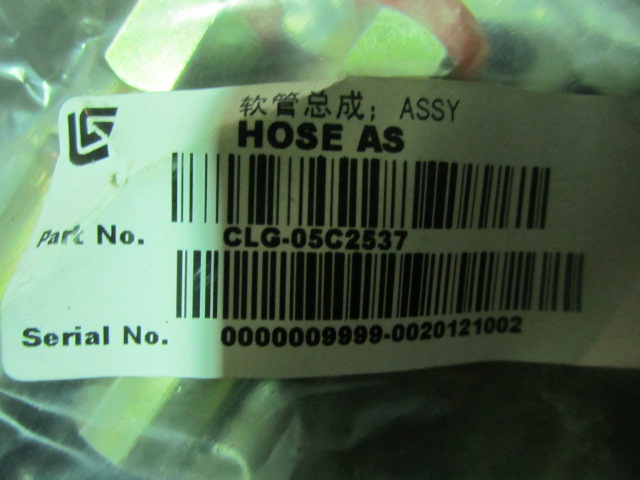 软管总成; ASSY
HOSE AS
Part No. CLG-05C2537
Serial No. 0000009999-0020121002